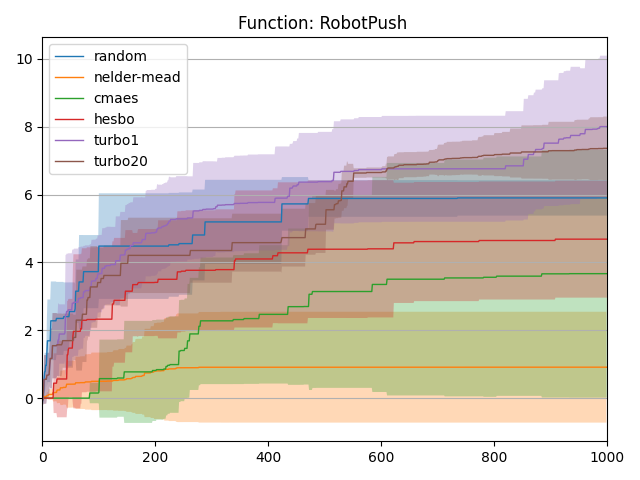 Function: RobotPush
random
nelder-mead
cmaes
hesbo
turbo1
turbo20
10
8
6
4
2
0
0 200 400 600 800 1000